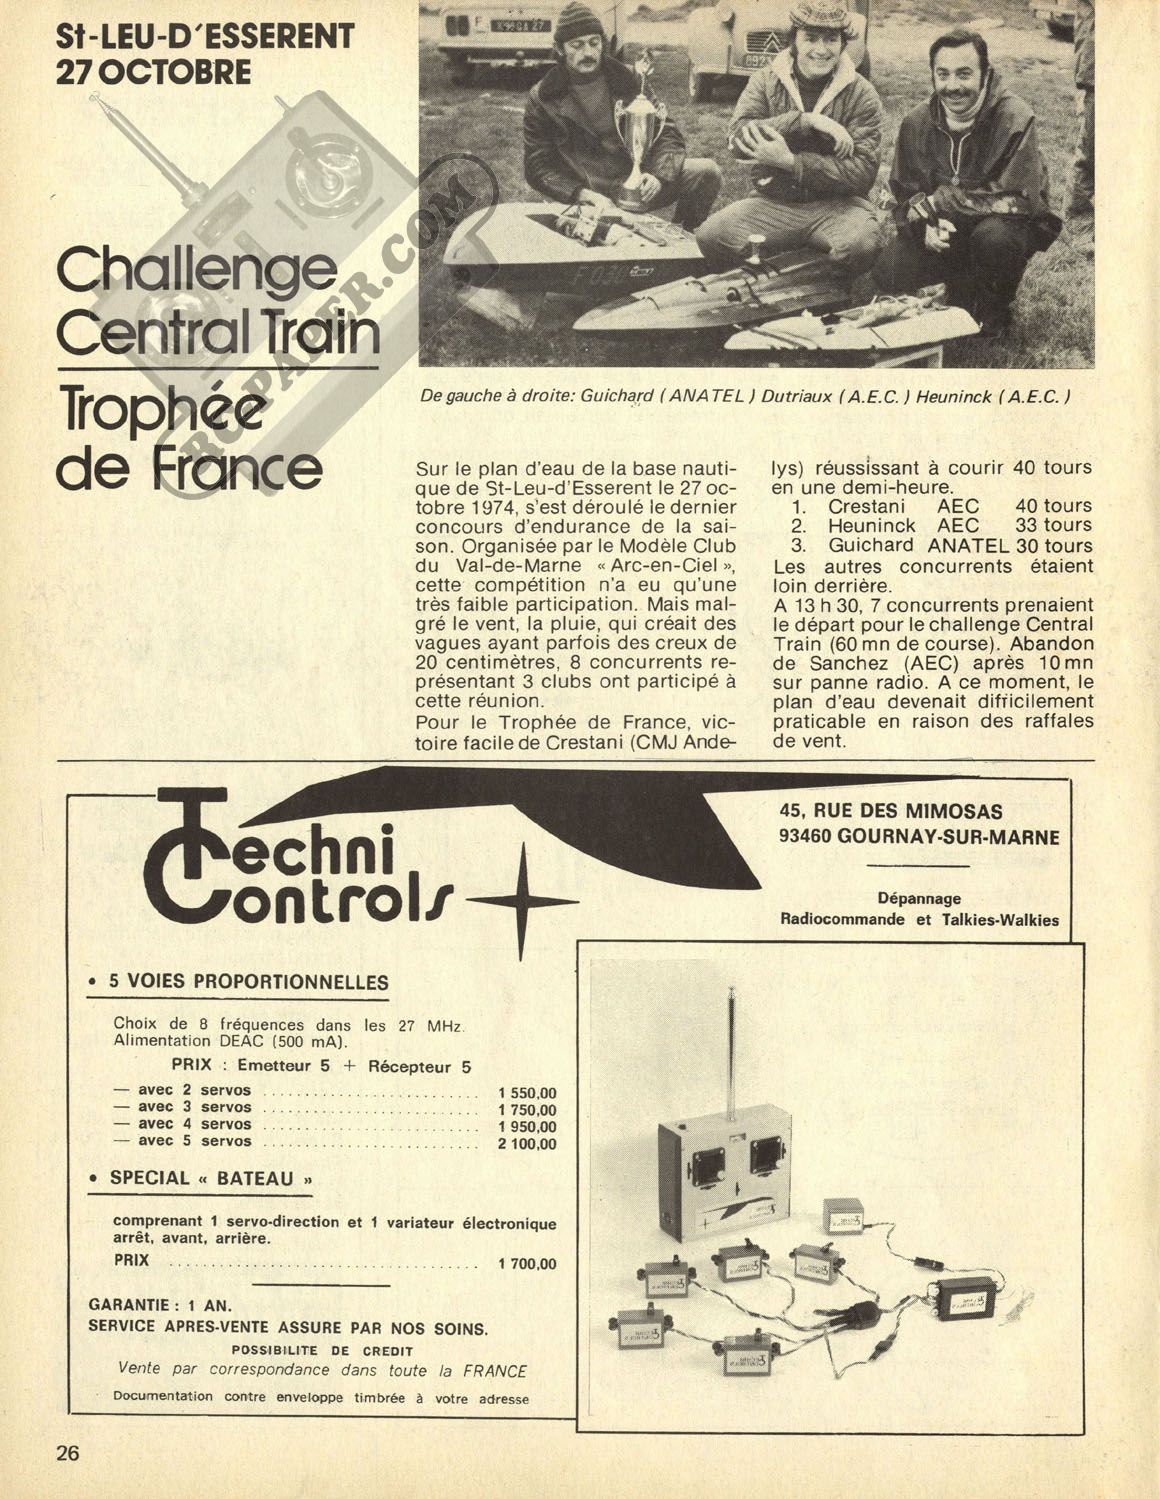 St-LEU-D'ESSERENT
27 OCTOBRE
Challenge
Central Train
Trophée
de France
RCPAPER.COM
F 03
De gauche à droite: Guichard (ANATEL) Dutriaux (A.E.C.) Heuninck (A.E.C.)
Sur le plan d'eau de la base nauti-
que de St-Leu-d'Esserent le 27 oc-
tobre 1974, s'est déroulé le dernier
concours d'endurance de la sai-
son. Organisée par le Modèle Club
du Val-de-Marne « Arc-en-Ciel »,
cette compétition n'a eu qu'une
très faible participation. Mais mal-
gré le vent, la pluie, qui créait des
vagues ayant parfois des creux de
20 centimètres, 8 concurrents re-
présentant 3 clubs ont participé à
cette réunion.
Pour le Trophée de France, vic-
toire facile de Crestani (CMJ Ande-
lys) réussissant à courir 40 tours
en une demi-heure.
1. Crestani AEC 40 tours
2. Heuninck AEC 33 tours
3. Guichard ANATEL 30 tours
Les autres concurrents étaient
loin derrière.
A 13 h 30, 7 concurrents prenaient
le départ pour le challenge Central
Train (60 mn de course). Abandon
de Sanchez (AEC) après 10 mn
sur panne radio. A ce moment, le
plan d'eau devenait difficilement
praticable en raison des raffales
de vent.
Techni
Controls
45, RUE DES MIMOSAS
93460 GOURNAY-SUR-MARNE
Dépannage
Radiocommande et Talkies-Walkies
• 5 VOIES PROPORTIONNELLES
Choix de 8 fréquences dans les 27 MHz.
Alimentation DEAC (500 mA).
PRIX : Emetteur 5 + Récepteur 5
— avec 2 servos ........................... 1 550,00
— avec 3 servos ........................... 1 750,00
— avec 4 servos ........................... 1 950,00
— avec 5 servos ........................... 2 100,00
• SPECIAL « BATEAU »
comprenant 1 servo-direction et 1 variateur électronique
arrêt, avant, arrière.
PRIX ...................................... 1 700,00
GARANTIE : 1 AN.
SERVICE APRES-VENTE ASSURE PAR NOS SOINS.
POSSIBILITE DE CREDIT
Vente par correspondance dans toute la FRANCE
Documentation contre enveloppe timbrée à votre adresse
26